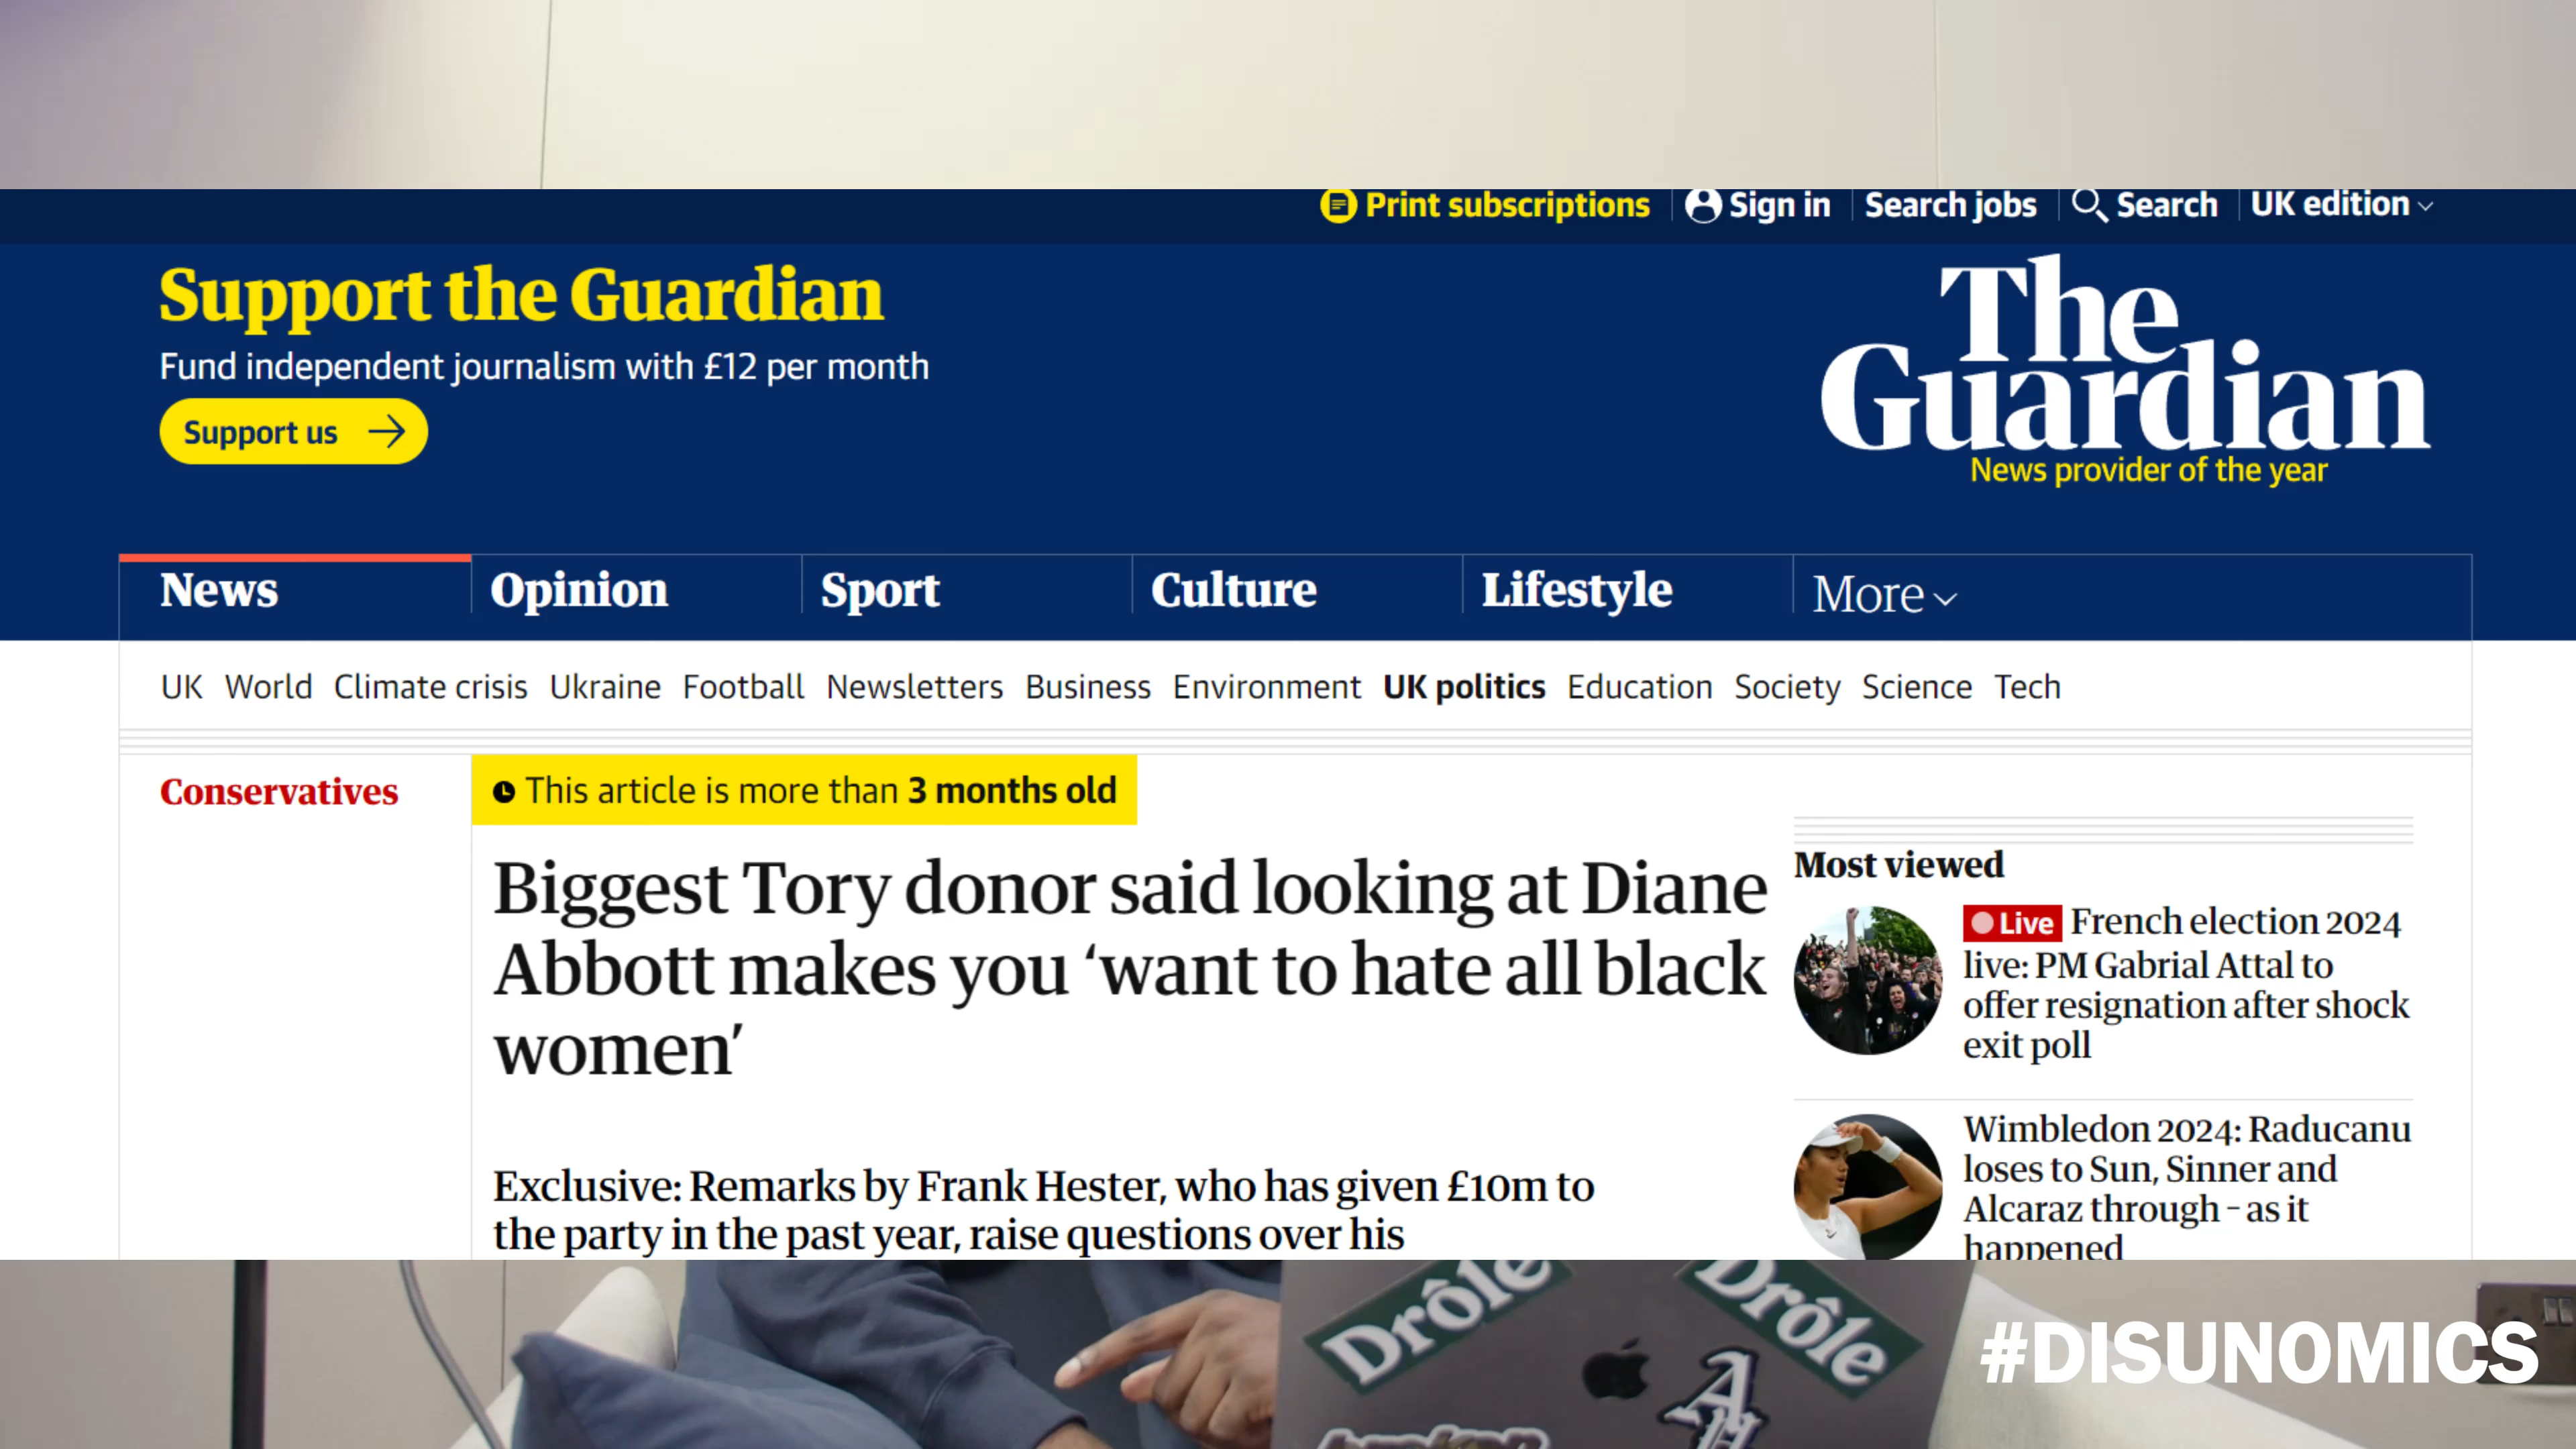 Print subscriptions
Sign in
Search jobs
Search
UK edition
Support the Guardian
Fund independent journalism with £12 per month
Support us
The
Guardian
News provider of the year
News
Opinion
Sport
Culture
Lifestyle
More
UK World Climate crisis Ukraine Football Newsletters Business Environment UK politics Education Society Science Tech
Conservatives
This article is more than 3 months old
Biggest Tory donor said looking at Diane
Abbott makes you ‘want to hate all black
women’
Exclusive: Remarks by Frank Hester, who has given £10m to
the party in the past year, raise questions over his
Most viewed
Live French election 2024
live: PM Gabrial Attal to
offer resignation after shock
exit poll
Wimbledon 2024: Raducanu
loses to Sun, Sinner and
Alcaraz through – as it
happened
Drôle
Drôle
#DISUNOMICS